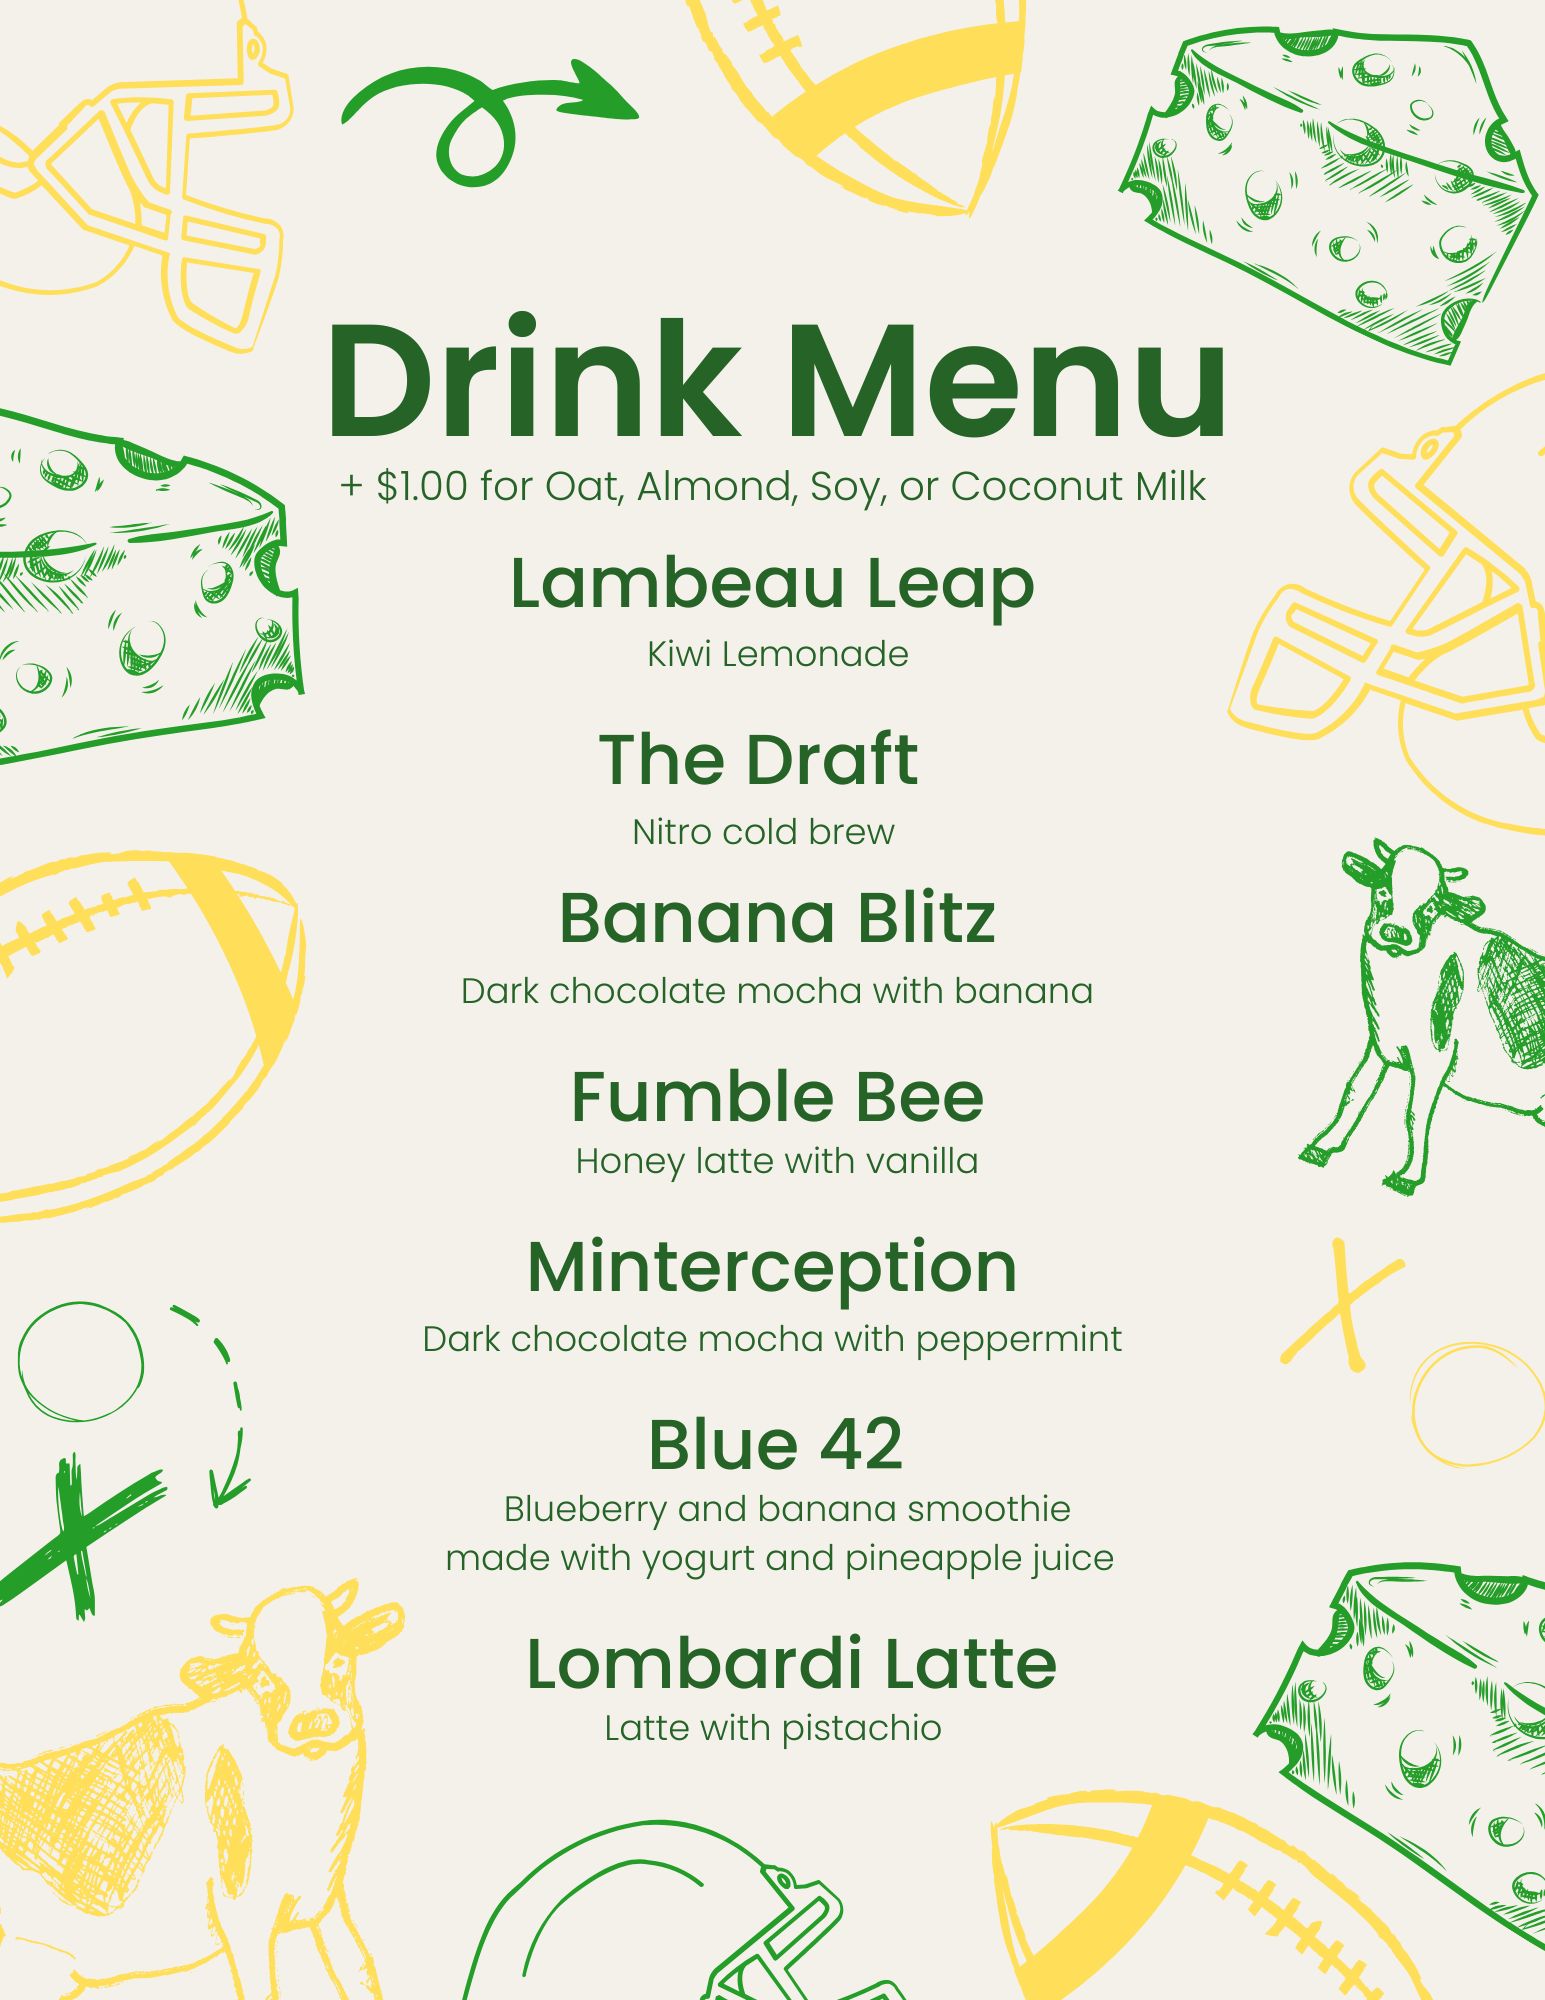 Drink Menu
+ $1.00 for Oat, Almond, Soy, or Coconut Milk
Lambeau Leap
Kiwi Lemonade
The Draft
Nitro cold brew
Banana Blitz
Dark chocolate mocha with banana
Fumble Bee
Honey latte with vanilla
Minterception
Dark chocolate mocha with peppermint
Blue 42
Blueberry and banana smoothie
made with yogurt and pineapple juice
Lombardi Latte
Latte with pistachio